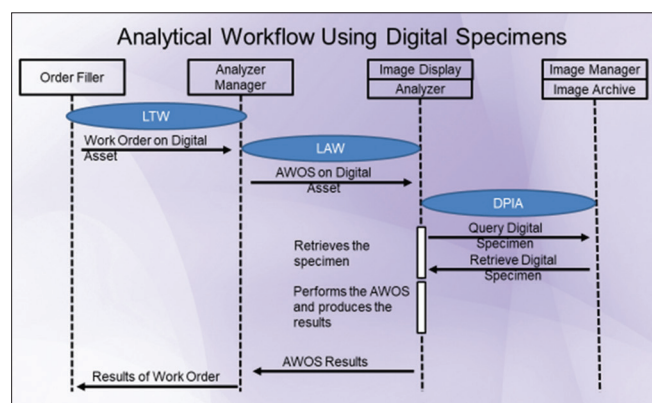 Analytical Workflow Using Digital Specimens
Order Filler
Analyzer
Manager
Image Display
Analyzer
Image Manager
Image Archive
LTW
Work Order on Digital
Asset
LAW
AWOS on Digital
Asset
DPIA
Query Digital
Specimen
Retrieves the
specimen
Retrieve Digital
Specimen
Performs the AWOS
and produces the
results
AWOS Results
Results of Work Order